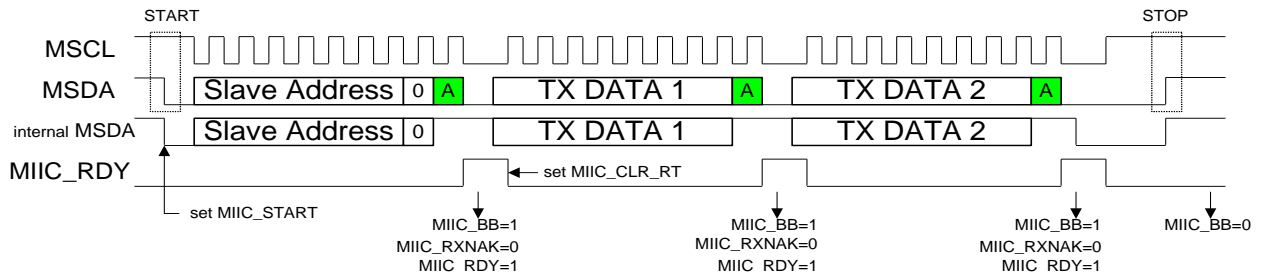 START
STOP
MSCL
MSDA
Slave Address 0 A
TX DATA 1 A
TX DATA 2 A
internal MSDA
Slave Address 0
TX DATA 1
TX DATA 2
MIIC_RDY
set MIIC_CLR_RT
set MIIC_START
MIIC_BB=1
MIIC_RXNAK=0
MIIC_RDY=1
MIIC_BB=1
MIIC_RXNAK=0
MIIC_RDY=1
MIIC_BB=1
MIIC_RXNAK=0
MIIC_RDY=1
MIIC_BB=0